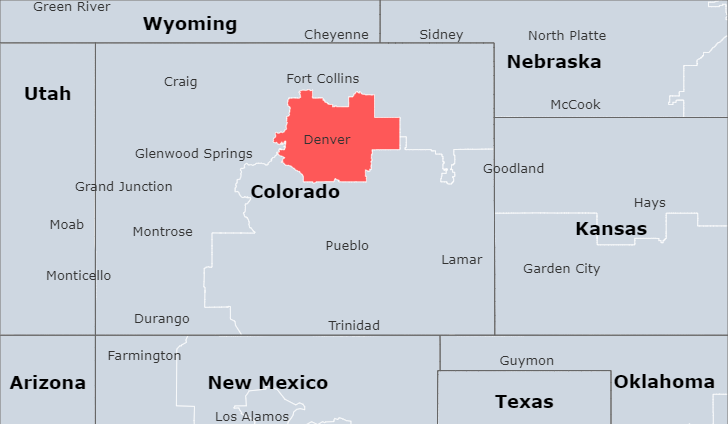 Green River
Wyoming
Cheyenne
Sidney
North Platte
Nebraska
Craig
Fort Collins
Utah
McCook
Denver
Glenwood Springs
Goodland
Grand Junction
Colorado
Hays
Moab
Montrose
Kansas
Pueblo
Lamar
Garden City
Monticello
Durango
Trinidad
Farmington
Guymon
Arizona
New Mexico
Oklahoma
Texas
Los Alamos